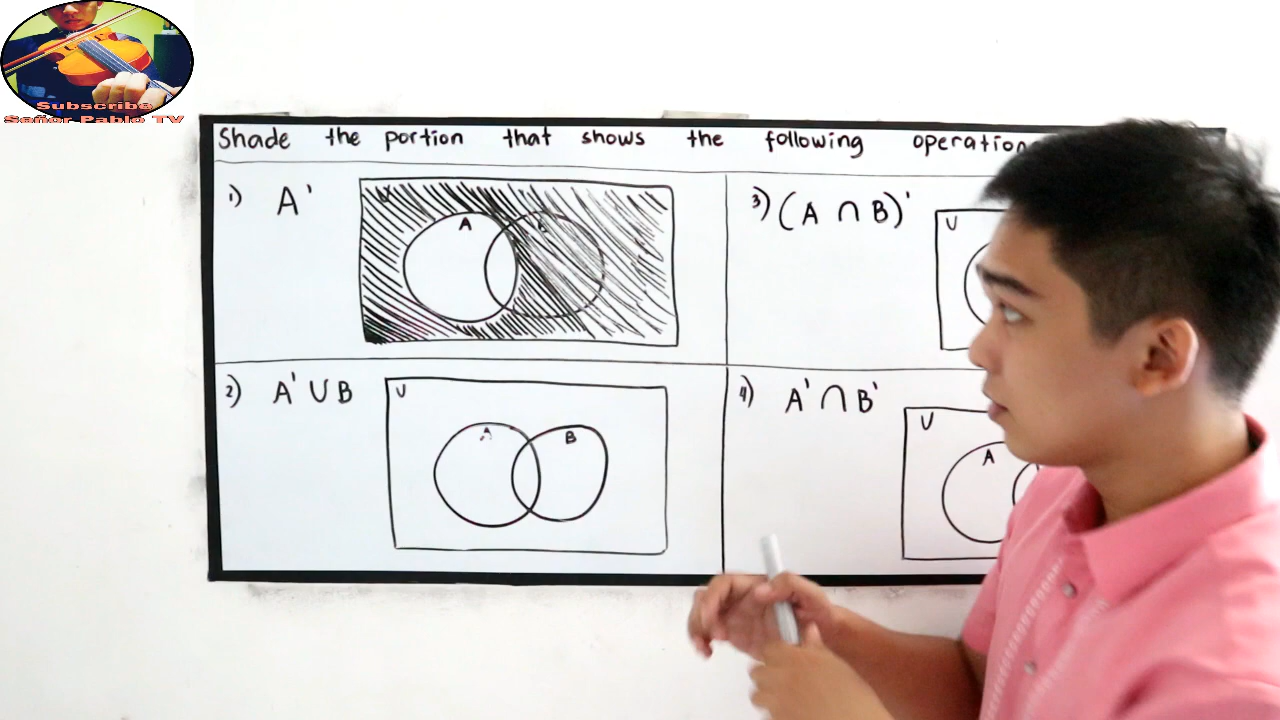 Subscribe
Señor Pablo TV
Shade the portion that shows the following operation
1) A'
U
A
3) (A ∩ B)'
U
2) A' ∪ B
U
A
B
4) A' ∩ B'
U
A